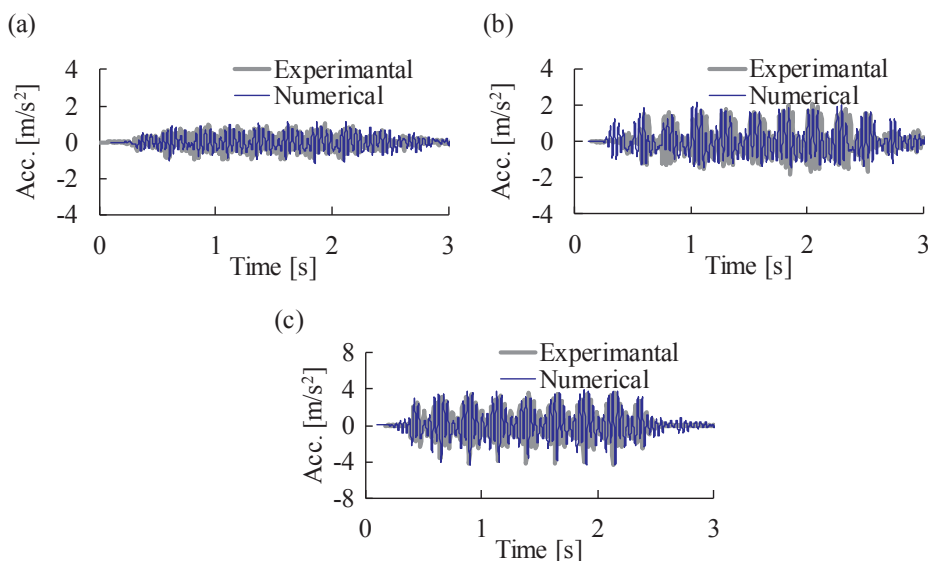 (a)
Experimantal
Numerical
Acc. [m/s²]
4
2
0
-2
-4
0 1 2 3
Time [s]
(b)
Experimantal
Numerical
Acc. [m/s²]
4
2
0
-2
-4
0 1 2 3
Time [s]
(c)
Experimantal
Numerical
Acc. [m/s²]
8
4
0
-4
-8
0 1 2 3
Time [s]